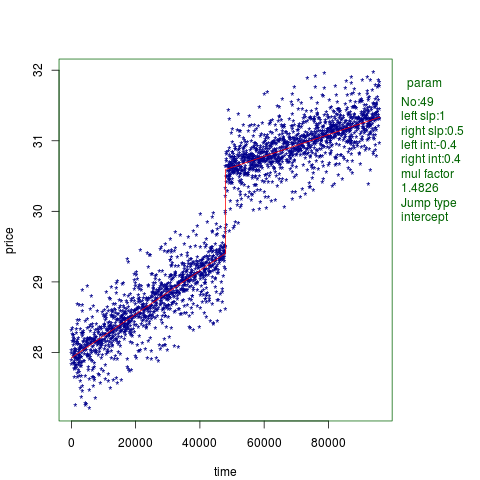 32
31
30
29
28
price
0
20000
40000
60000
80000
time
param
No:49
left slp:1
right slp:0.5
left int:-0.4
right int:0.4
mul factor
1.4826
Jump type
intercept